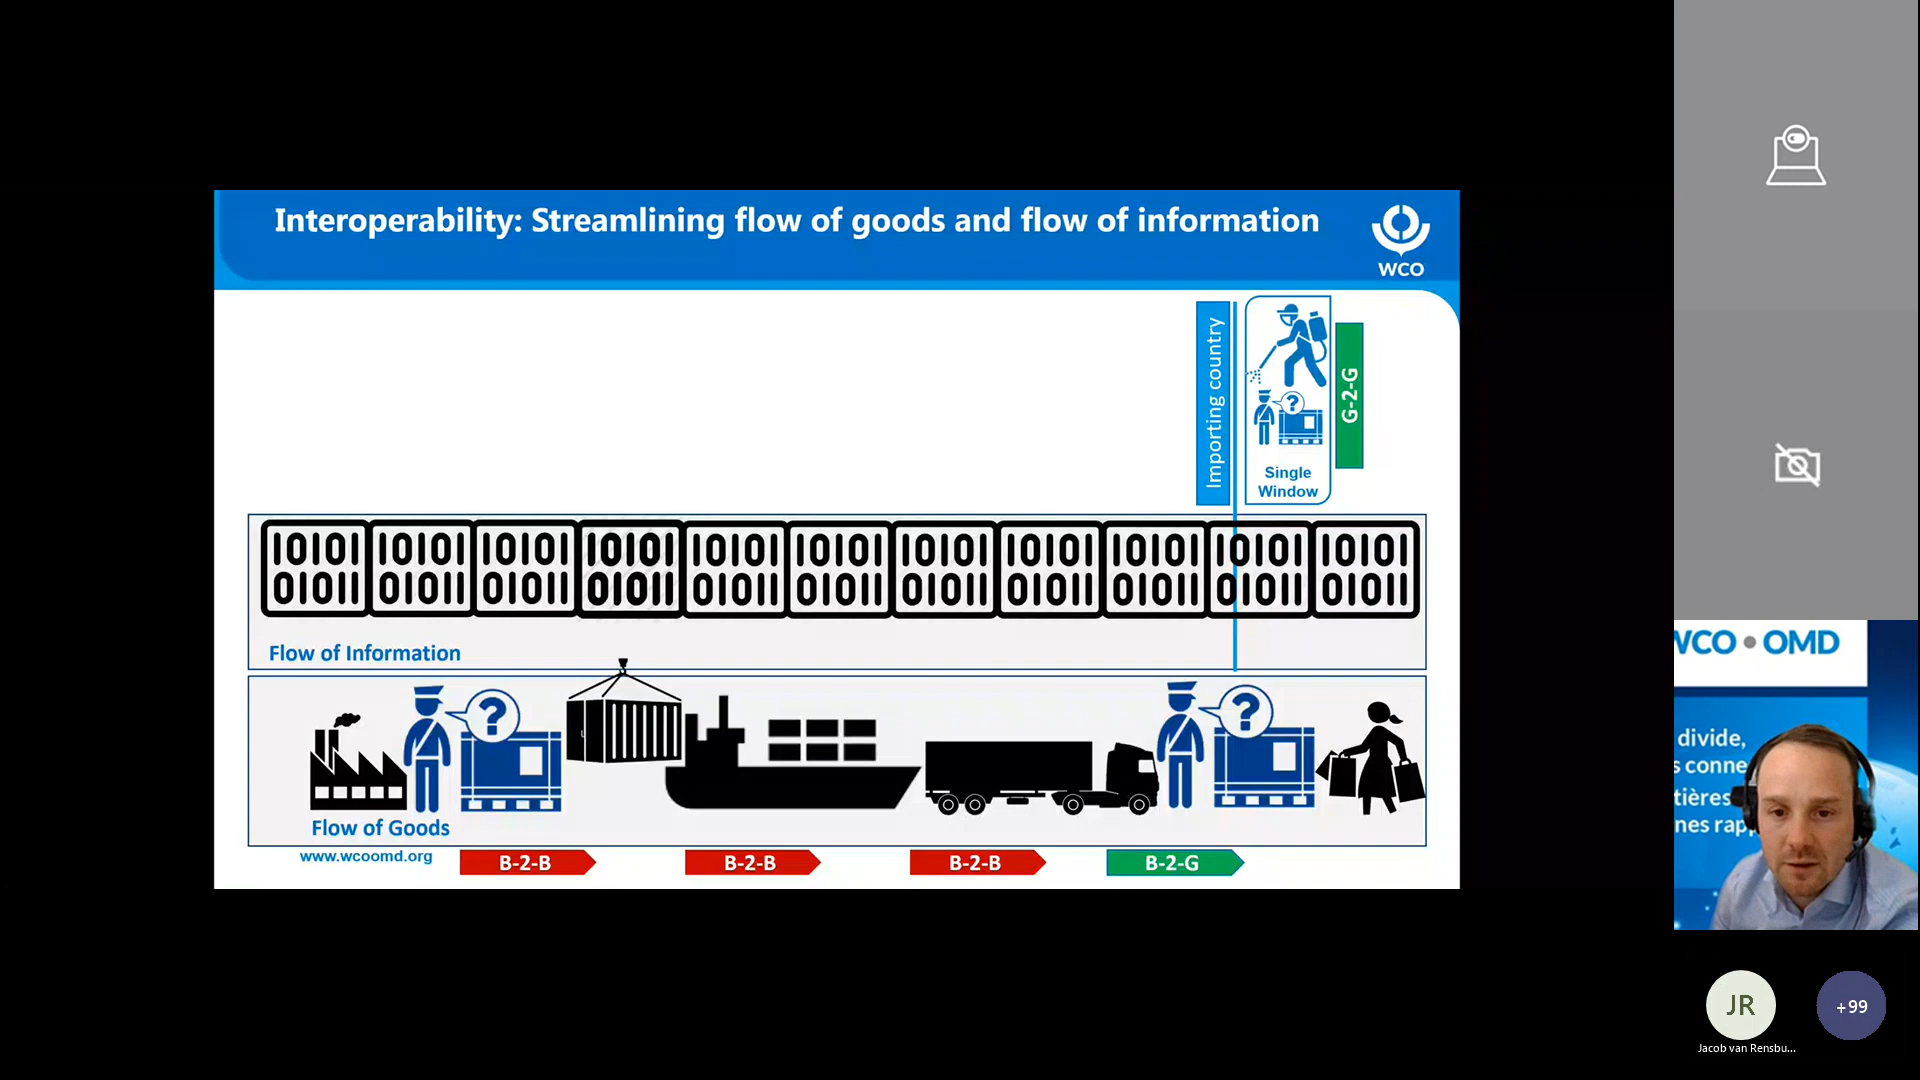 Interoperability: Streamlining flow of goods and flow of information
WCO
Importing country
Single
Window
G-2-G
10101 10101 10101 10101 10101 10101 10101 10101 10101 10101 10101
01011 01011 01011 01011 01011 01011 01011 01011 01011 01011 01011
Flow of Information
?
?
?
Flow of Goods
www.wcoomd.org
B-2-B
B-2-B
B-2-B
B-2-G
WCO • OMD
divide,
s conne
tières
nes rap
JR
+99
Jacob van Rensbu...